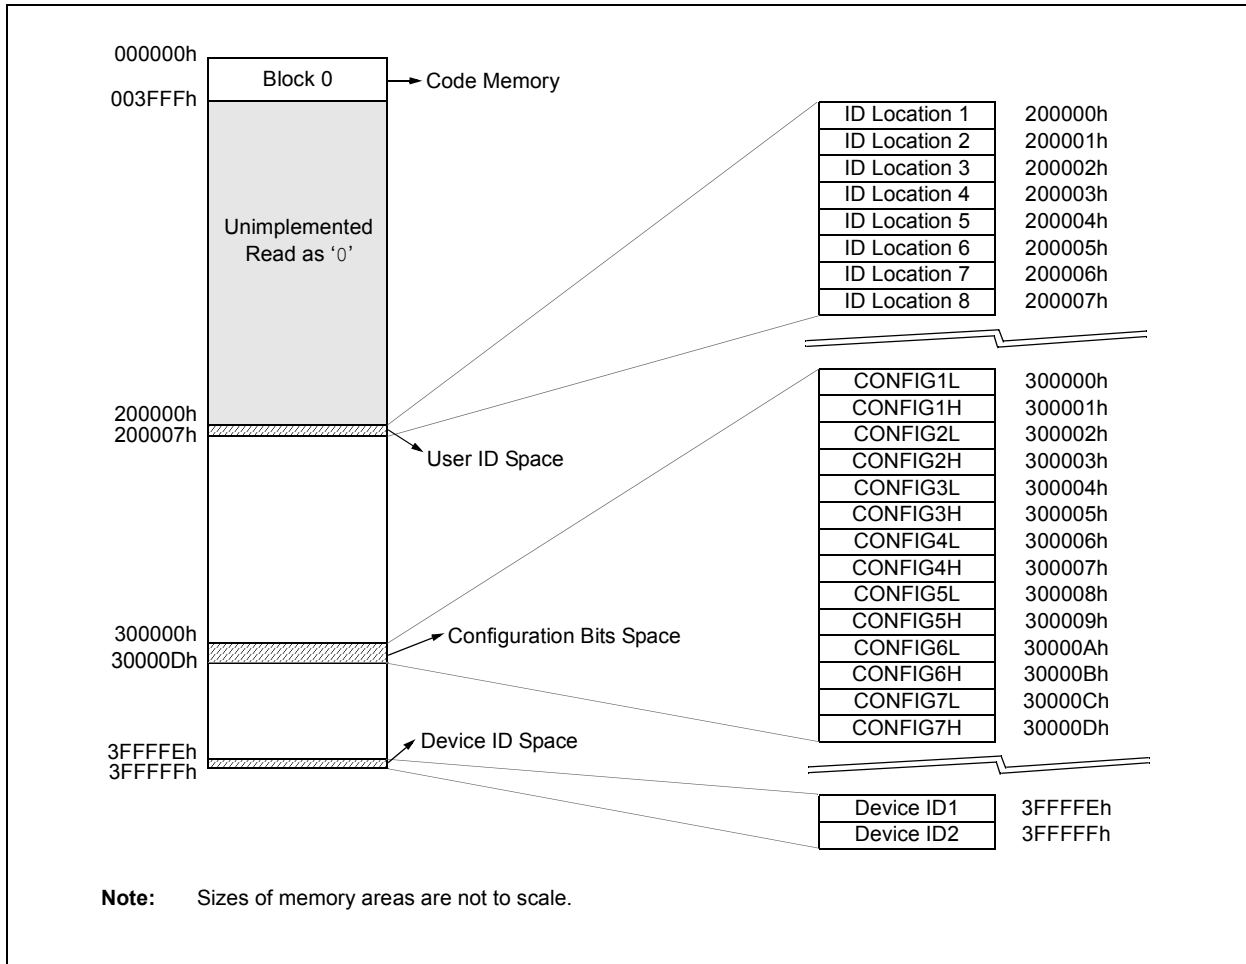 000000h
Block 0
Code Memory
003FFFh
Unimplemented
Read as ‘0’
200000h
200007h
User ID Space
300000h
Configuration Bits Space
30000Dh
Device ID Space
3FFFFEh
3FFFFFh
ID Location 1 200000h
ID Location 2 200001h
ID Location 3 200002h
ID Location 4 200003h
ID Location 5 200004h
ID Location 6 200005h
ID Location 7 200006h
ID Location 8 200007h
CONFIG1L 300000h
CONFIG1H 300001h
CONFIG2L 300002h
CONFIG2H 300003h
CONFIG3L 300004h
CONFIG3H 300005h
CONFIG4L 300006h
CONFIG4H 300007h
CONFIG5L 300008h
CONFIG5H 300009h
CONFIG6L 30000Ah
CONFIG6H 30000Bh
CONFIG7L 30000Ch
CONFIG7H 30000Dh
Device ID1 3FFFFEh
Device ID2 3FFFFFh
Note: Sizes of memory areas are not to scale.